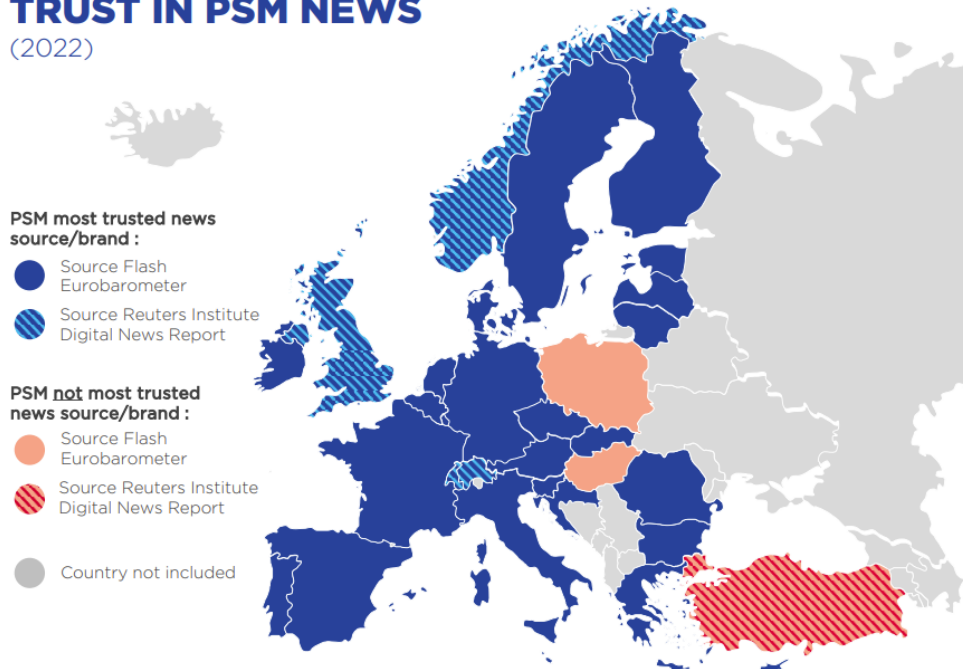 TRUST IN PSM NEWS
(2022)
PSM most trusted news
source/brand :
Source Flash
Eurobarometer
Source Reuters Institute
Digital News Report
PSM not most trusted
news source/brand :
Source Flash
Eurobarometer
Source Reuters Institute
Digital News Report
Country not included